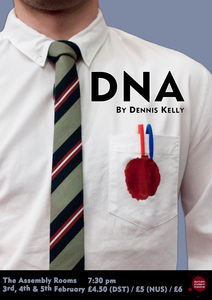 DNA
BY DENNIS KELLY
The Assembly Rooms 7:30 pm
3rd, 4th & 5th February £4.50 (DST) / £5 (NUS) / £6